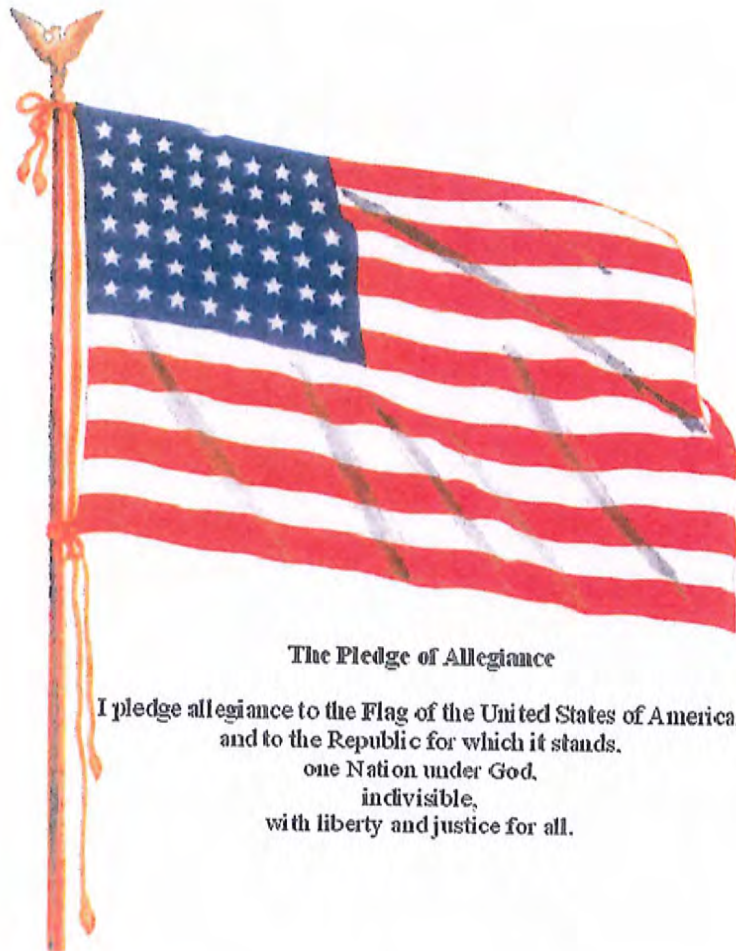 The Pledge of Allegiance
I pledge allegiance to the Flag of the United States of America
and to the Republic for which it stands.
one Nation under God,
indivisible,
with liberty and justice for all.